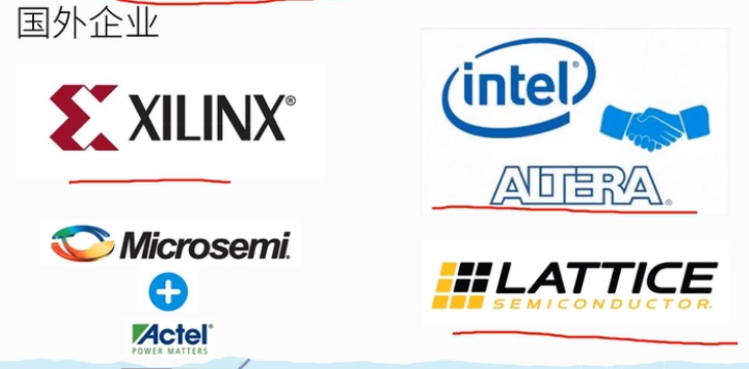 国外企业
XILINX®
intel®
ALTERA®
Microsemi®
Actel®
POWER MATTERS
LATTICE
SEMICONDUCTOR®